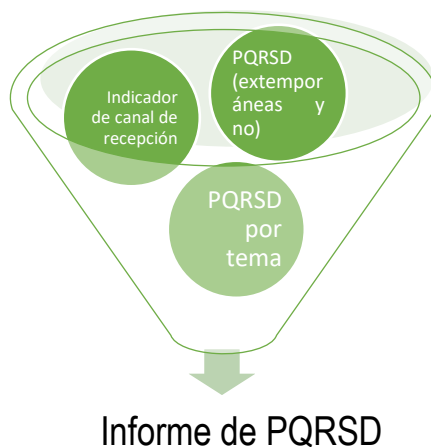 Indicador
de canal de
recepción
PQRSD
(extempor
áneas y
no)
PQRSD
por
tema
Informe de PQRSD